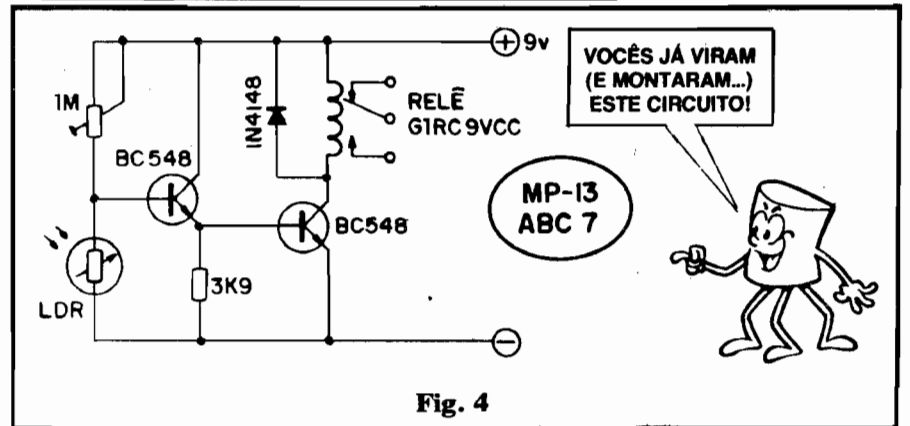 9v
1M
1N4148
RELÊ
G1RC 9VCC
BC548
BC548
3K9
LDR
MP-13
ABC 7
VOCÊS JÁ VIRAM
(E MONTARAM...)
ESTE CIRCUITO!
Fig. 4